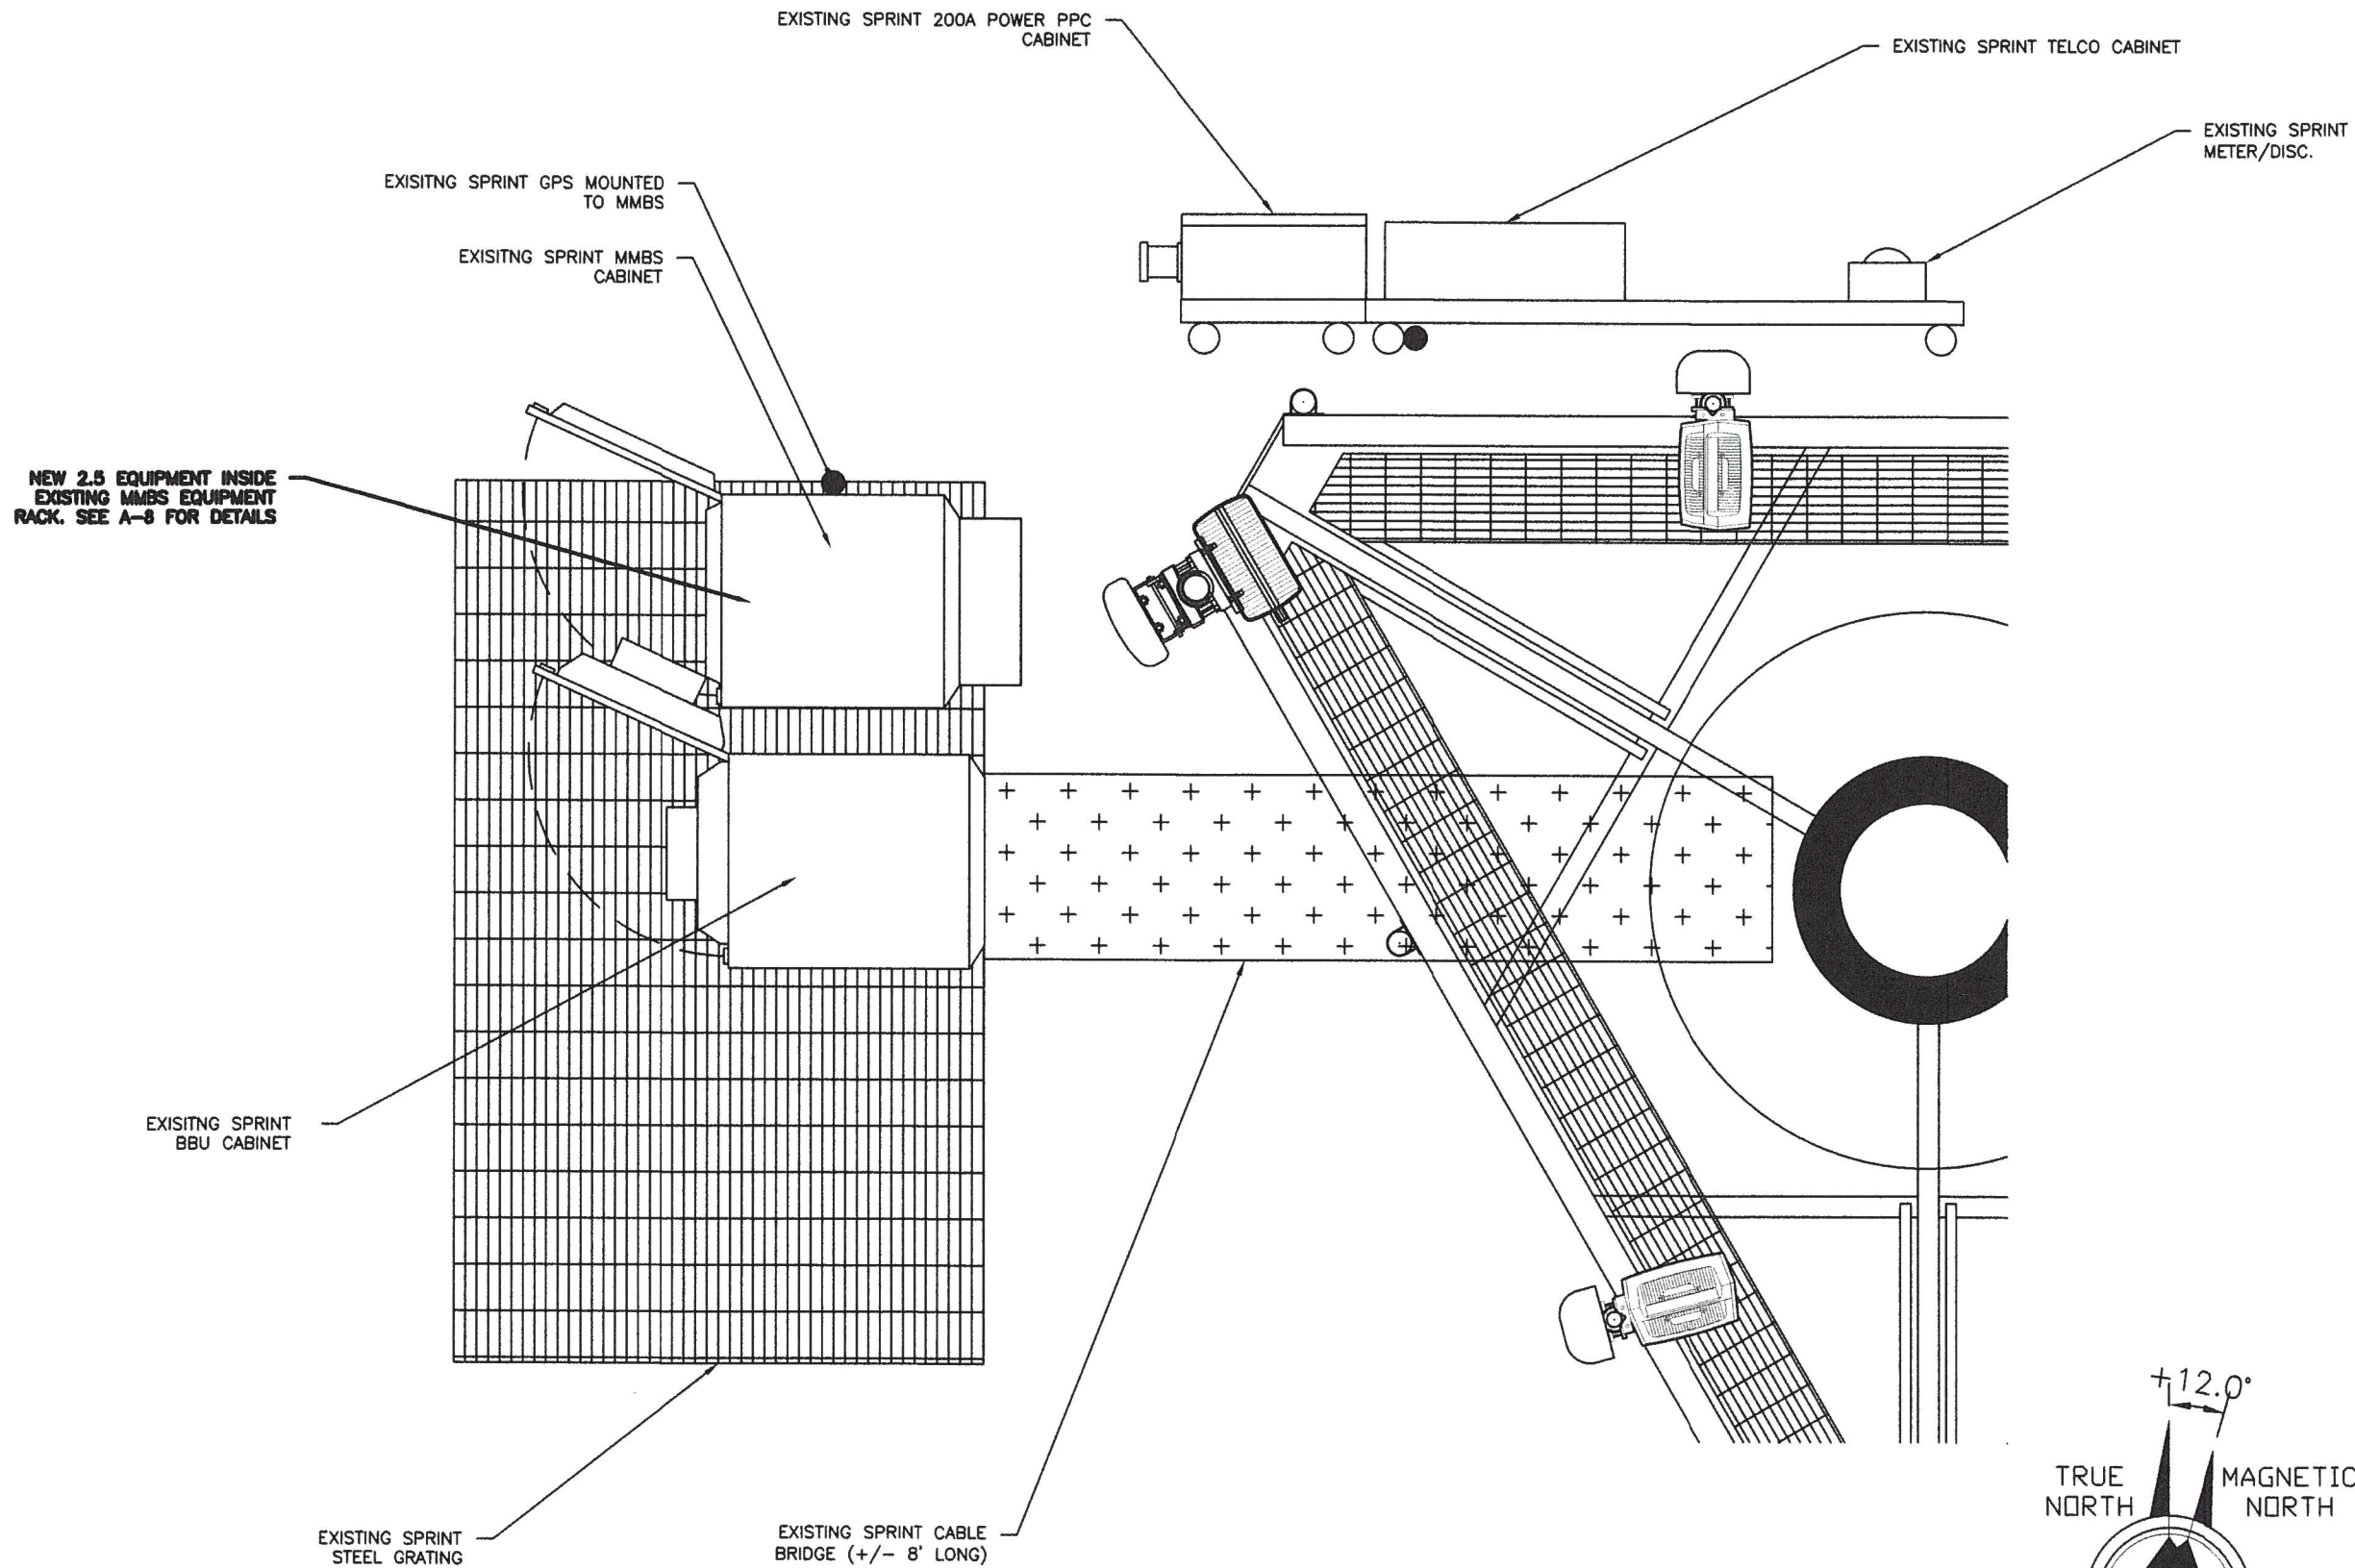 EXISTING SPRINT 200A POWER PPC
CABINET
EXISTING SPRINT TELCO CABINET
EXISTING SPRINT
METER/DISC.
EXISITNG SPRINT GPS MOUNTED
TO MMBS
EXISITNG SPRINT MMBS
CABINET
NEW 2.5 EQUIPMENT INSIDE
EXISTING MMBS EQUIPMENT
RACK. SEE A-8 FOR DETAILS
EXISITNG SPRINT
BBU CABINET
EXISTING SPRINT
STEEL GRATING
EXISTING SPRINT CABLE
BRIDGE (+/- 8' LONG)
+12.0°
TRUE
NORTH
MAGNETIC
NORTH